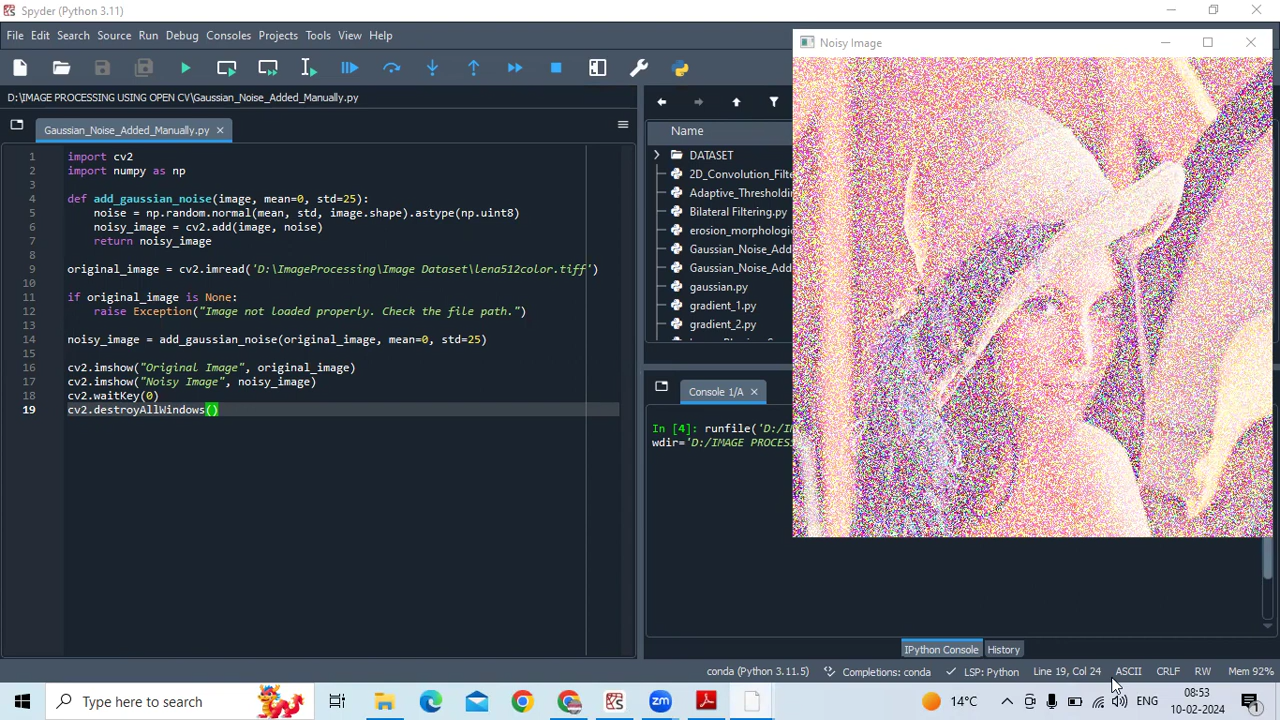 Spyder (Python 3.11)
File Edit Search Source Run Debug Consoles Projects Tools View Help
Noisy Image
D:\IMAGE PROCESSING USING OPEN CV\Gaussian_Noise_Added_Manually.py
Gaussian_Noise_Added_Manually.py
1 import cv2
2 import numpy as np
3
4 def add_gaussian_noise(image, mean=0, std=25):
5 noise = np.random.normal(mean, std, image.shape).astype(np.uint8)
6 noisy_image = cv2.add(image, noise)
7 return noisy_image
8
9 original_image = cv2.imread('D:\ImageProcessing\Image Dataset\lena512color.tiff')
10
11 if original_image is None:
12 raise Exception("Image not loaded properly. Check the file path.")
13
14 noisy_image = add_gaussian_noise(original_image, mean=0, std=25)
15
16 cv2.imshow("Original Image", original_image)
17 cv2.imshow("Noisy Image", noisy_image)
18 cv2.waitKey(0)
19 cv2.destroyAllWindows()
Name
DATASET
2D_Convolution_Filte
Adaptive_Thresholdin
Bilateral Filtering.py
erosion_morphologi
Gaussian_Noise_Add
Gaussian_Noise_Add
gaussian.py
gradient_1.py
gradient_2.py
Console 1/A
In [4]: runfile('D:/I
wdir='D:/IMAGE PROCES
IPython Console History
conda (Python 3.11.5) Completions: conda LSP: Python Line 19, Col 24 ASCII CRLF RW Mem 92%
Type here to search
zm
14°C
ENG
08:53
10-02-2024
1